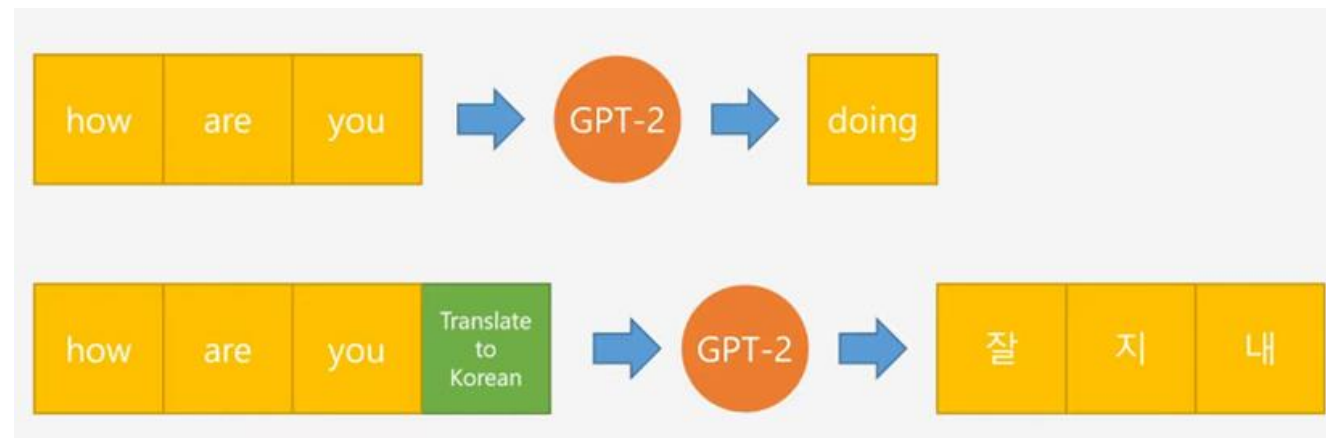 how are you GPT-2 doing
how are you Translate
to
Korean GPT-2 잘 지 내